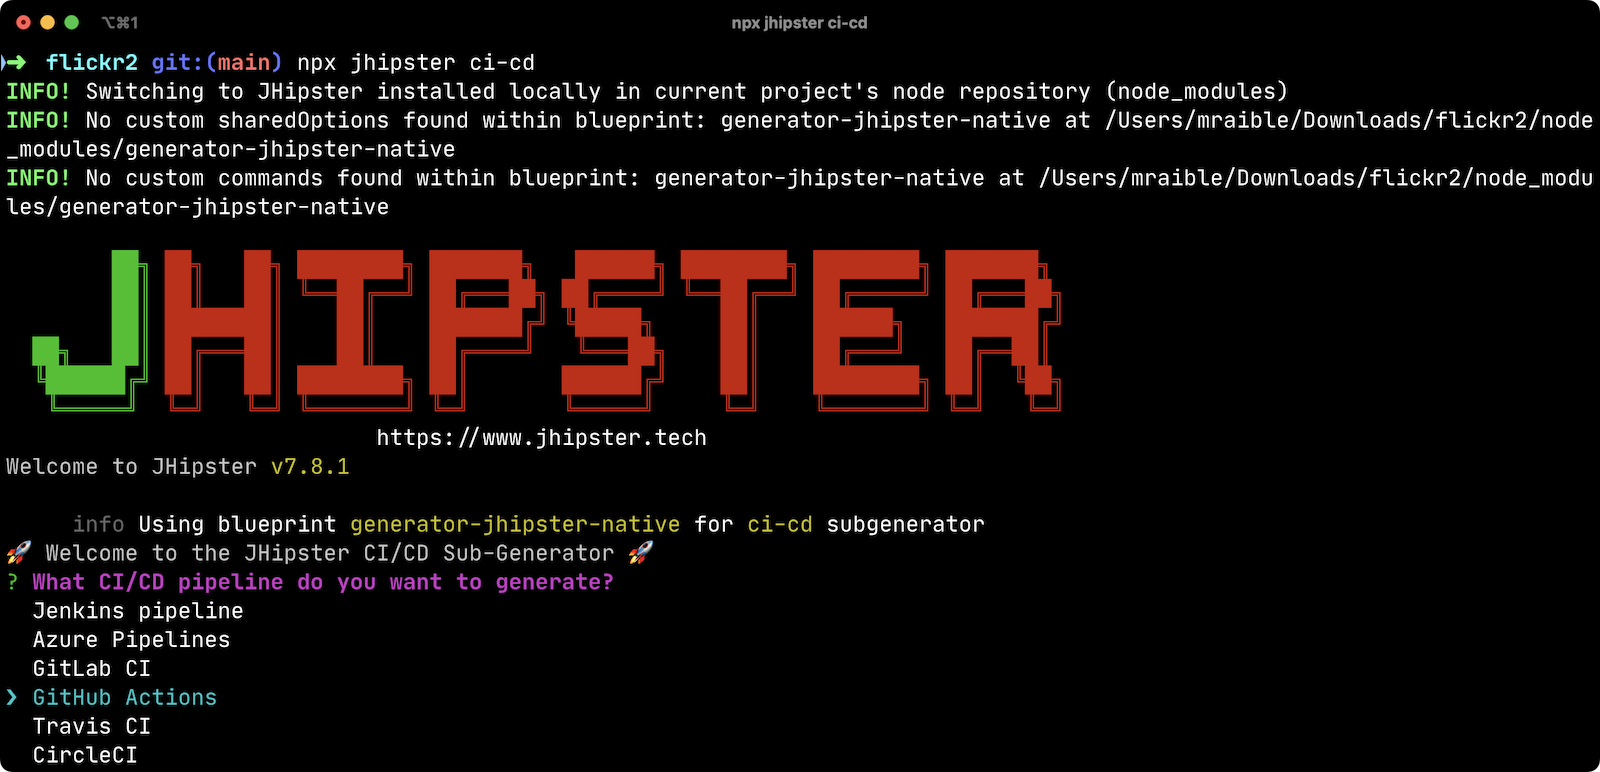 ⌥⌘1
npx jhipster ci-cd
➜ flickr2 git:(main) npx jhipster ci-cd
INFO! Switching to JHipster installed locally in current project's node repository (node_modules)
INFO! No custom sharedOptions found within blueprint: generator-jhipster-native at /Users/mraible/Downloads/flickr2/node
_modules/generator-jhipster-native
INFO! No custom commands found within blueprint: generator-jhipster-native at /Users/mraible/Downloads/flickr2/node_modu
les/generator-jhipster-native
JHIPSTER
https://www.jhipster.tech
Welcome to JHipster v7.8.1
info Using blueprint generator-jhipster-native for ci-cd subgenerator
🚀 Welcome to the JHipster CI/CD Sub-Generator 🚀
? What CI/CD pipeline do you want to generate?
Jenkins pipeline
Azure Pipelines
GitLab CI
❯ GitHub Actions
Travis CI
CircleCI